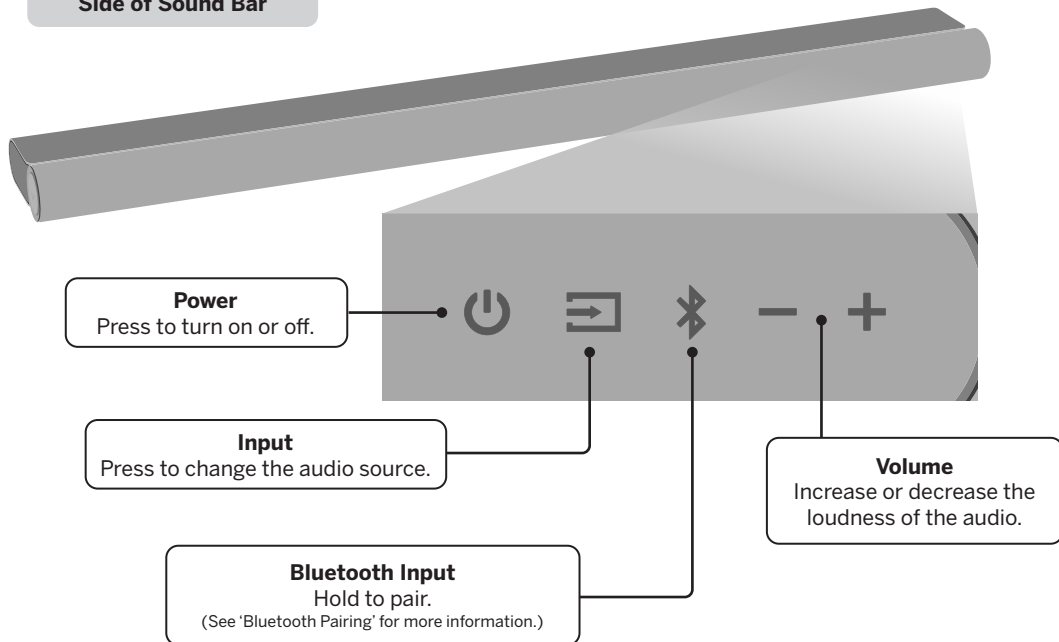 Side of Sound Bar
Power
Press to turn on or off.
Input
Press to change the audio source.
Volume
Increase or decrease the
loudness of the audio.
Bluetooth Input
Hold to pair.
(See ‘Bluetooth Pairing’ for more information.)